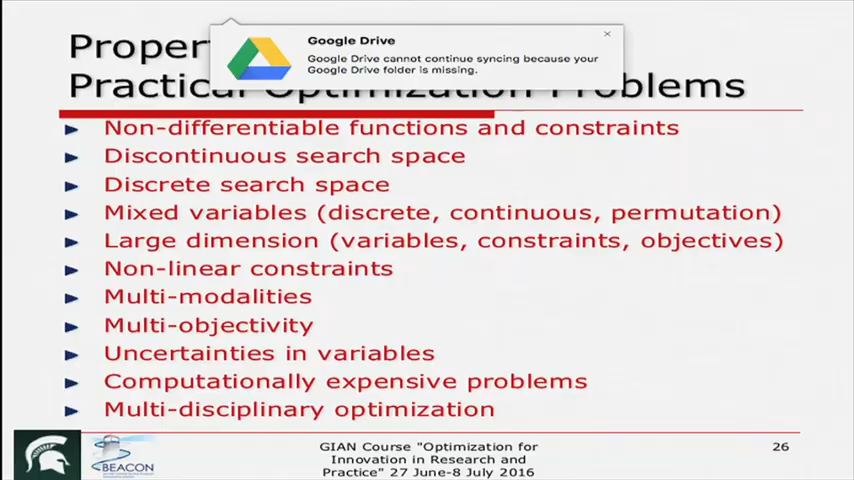 Proper
Google Drive
Google Drive cannot continue syncing because your
Google Drive folder is missing.
Practical Optimization Problems
Non-differentiable functions and constraints
Discontinuous search space
Discrete search space
Mixed variables (discrete, continuous, permutation)
Large dimension (variables, constraints, objectives)
Non-linear constraints
Multi-modalities
Multi-objectivity
Uncertainties in variables
Computationally expensive problems
Multi-disciplinary optimization
BEACON
GIAN Course "Optimization for
Innovation in Research and
Practice" 27 June-8 July 2016
26